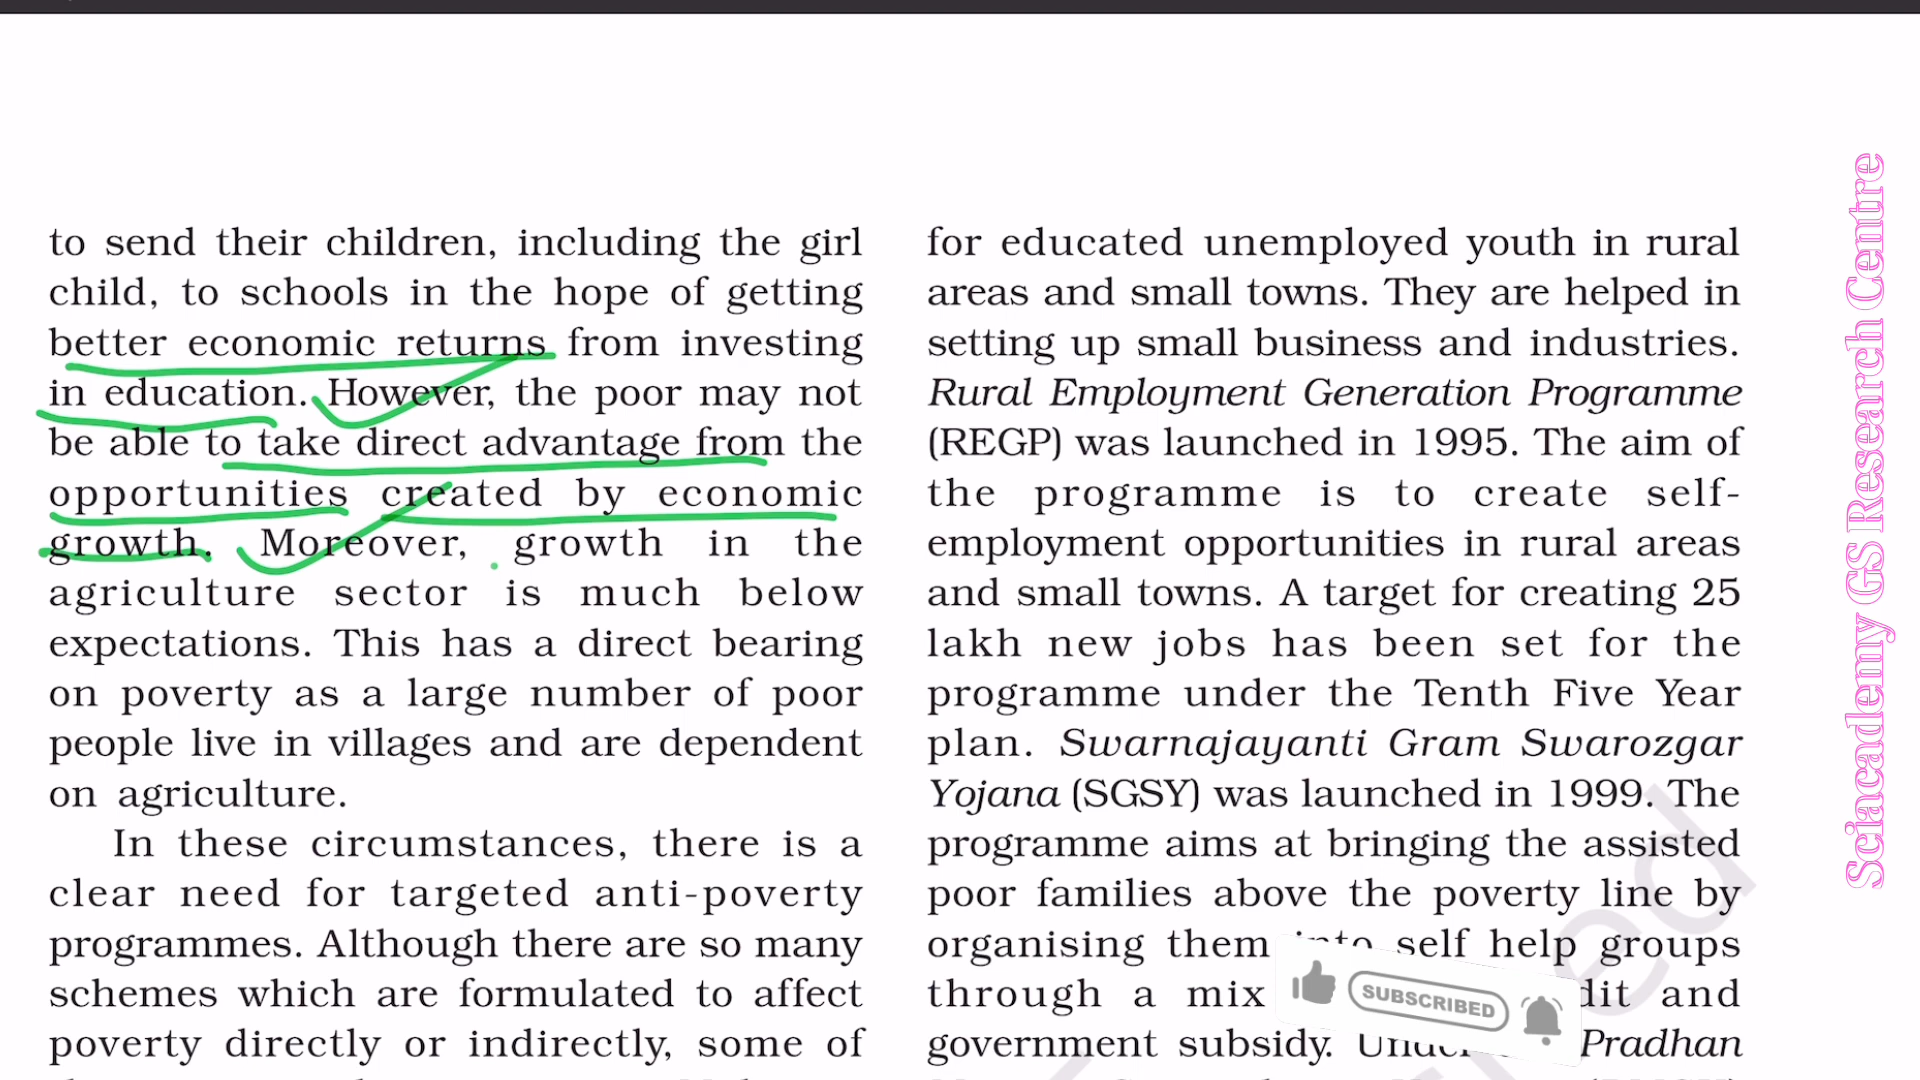 to send their children, including the girl
child, to schools in the hope of getting
better economic returns from investing
in education. However, the poor may not
be able to take direct advantage from the
opportunities created by economic
growth. Moreover, growth in the
agriculture sector is much below
expectations. This has a direct bearing
on poverty as a large number of poor
people live in villages and are dependent
on agriculture.
In these circumstances, there is a
clear need for targeted anti-poverty
programmes. Although there are so many
schemes which are formulated to affect
poverty directly or indirectly, some of
for educated unemployed youth in rural
areas and small towns. They are helped in
setting up small business and industries.
Rural Employment Generation Programme
(REGP) was launched in 1995. The aim of
the programme is to create self-
employment opportunities in rural areas
and small towns. A target for creating 25
lakh new jobs has been set for the
programme under the Tenth Five Year
plan. Swarnajayanti Gram Swarozgar
Yojana (SGSY) was launched in 1999. The
programme aims at bringing the assisted
poor families above the poverty line by
organising them into self help groups
through a mix and
government subsidy. Pradhan
SUBSCRIBED
Sciacademy GS Research Centre